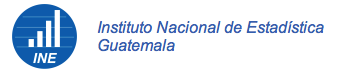 INE
Instituto Nacional de Estadística
Guatemala